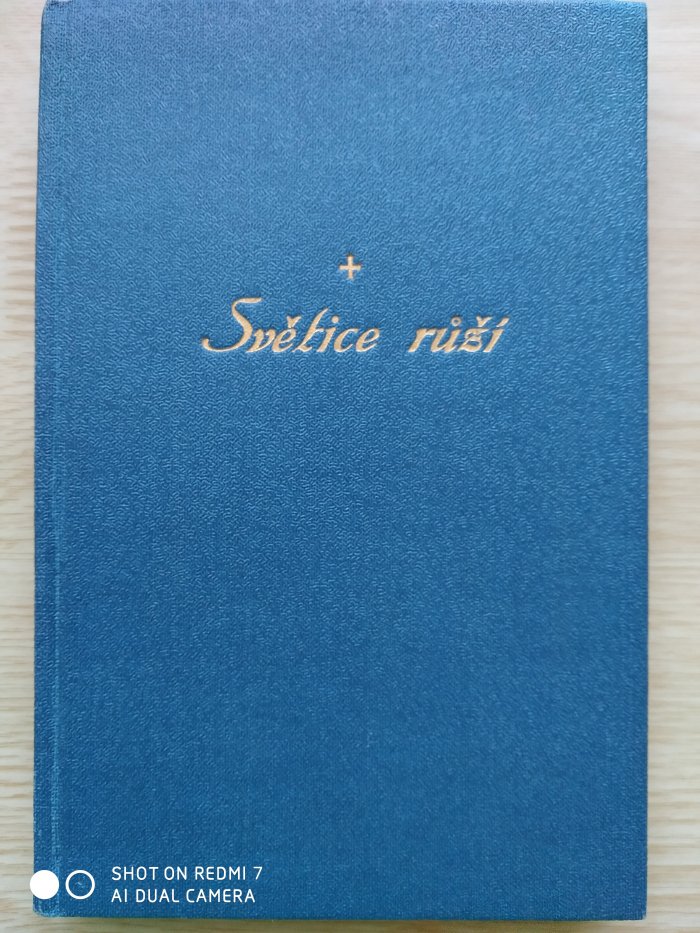 +
Světice růží
SHOT ON REDMI 7
AI DUAL CAMERA